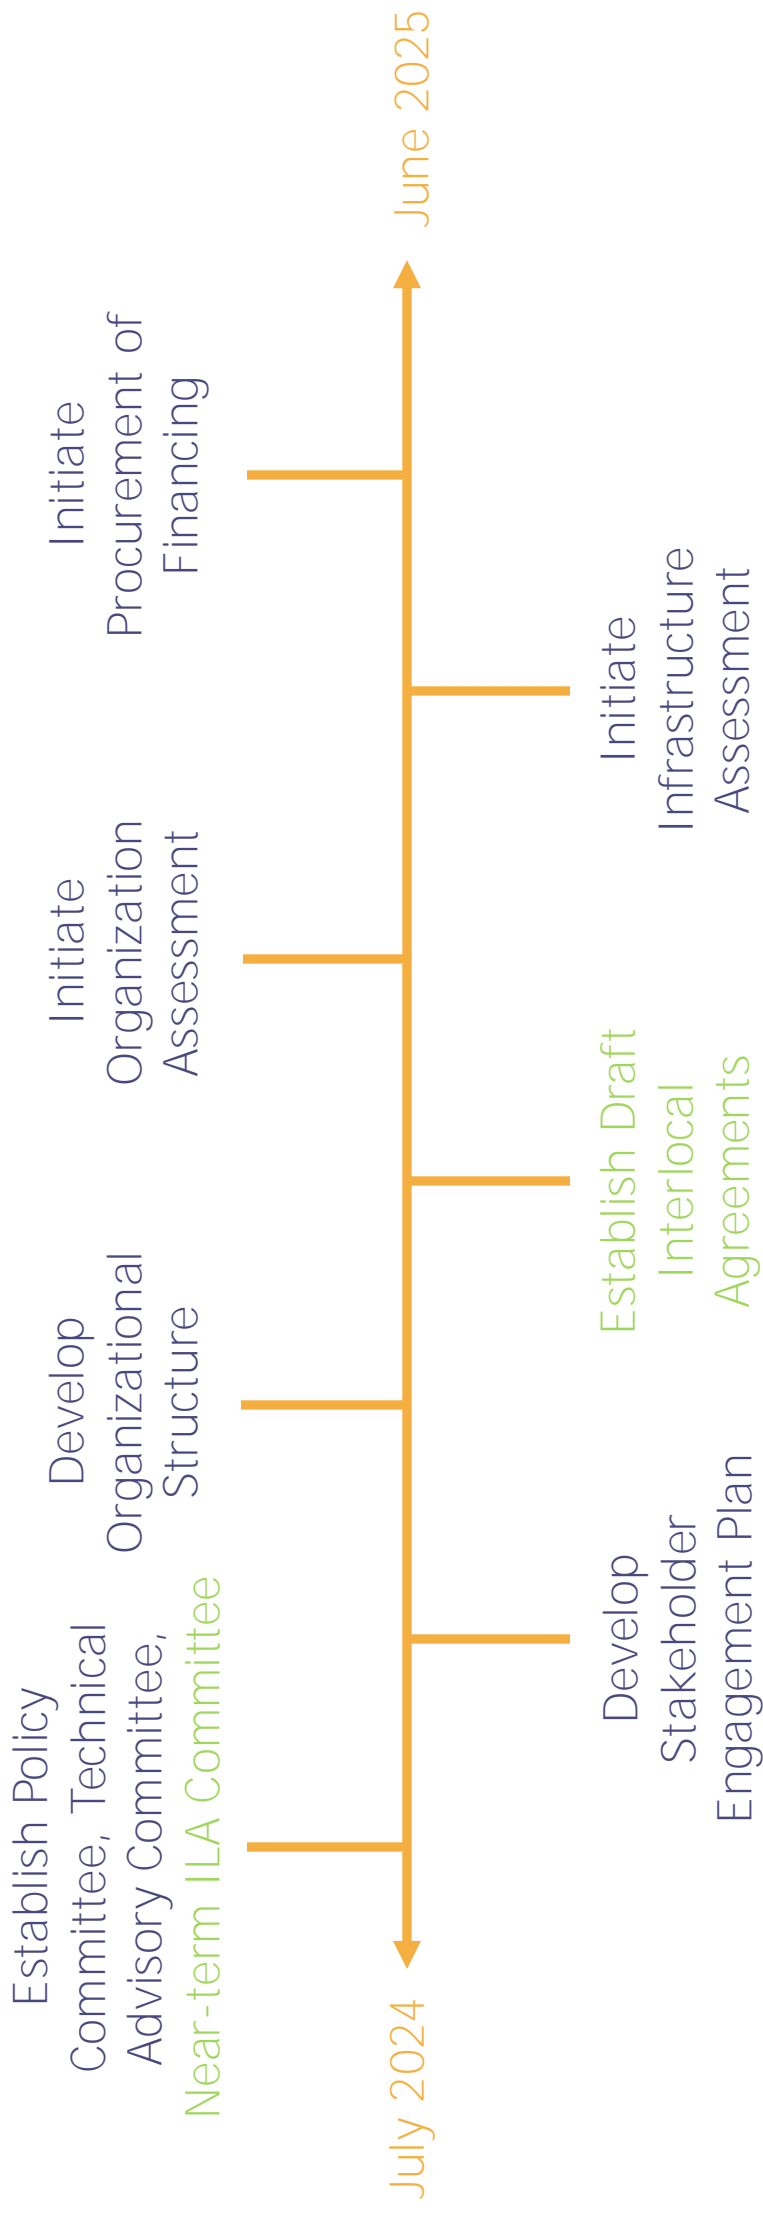 Establish Policy
Committee, Technical
Advisory Committee,
Near-term ILA Committee
Develop
Organizational
Structure
Initiate
Organization
Assessment
Initiate
Procurement of
Financing
July 2024
June 2025
Develop
Stakeholder
Engagement Plan
Establish Draft
Interlocal
Agreements
Initiate
Infrastructure
Assessment